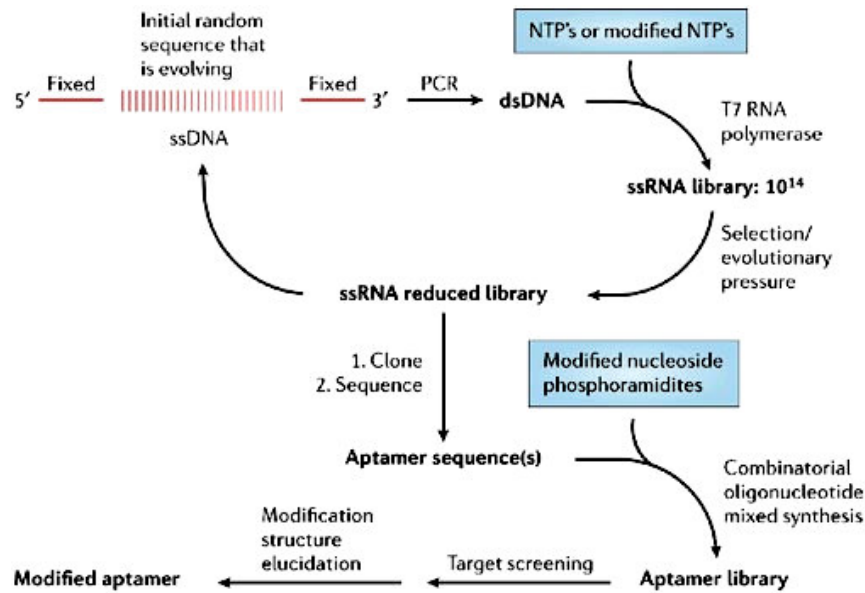 Initial random
sequence that
is evolving
NTP's or modified NTP's
5′ Fixed Fixed 3′ PCR dsDNA
ssDNA
T7 RNA
polymerase
ssRNA library: 10¹⁴
Selection/
evolutionary
pressure
ssRNA reduced library
1. Clone
2. Sequence
Modified nucleoside
phosphoramidites
Aptamer sequence(s)
Combinatorial
oligonucleotide
mixed synthesis
Modification
structure
elucidation
Modified aptamer
Target screening
Aptamer library